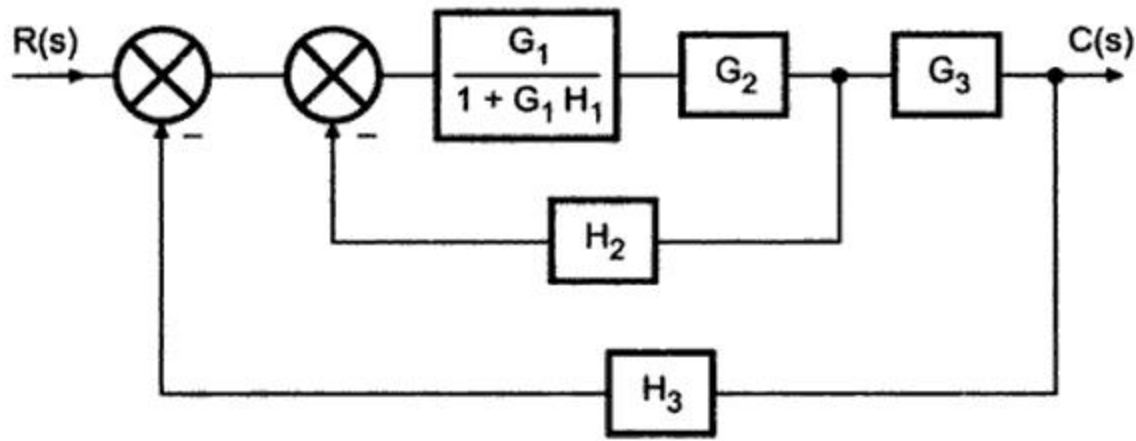 R(s)
G₁
1 + G₁ H₁
G₂
G₃
C(s)
−
−
H₂
H₃